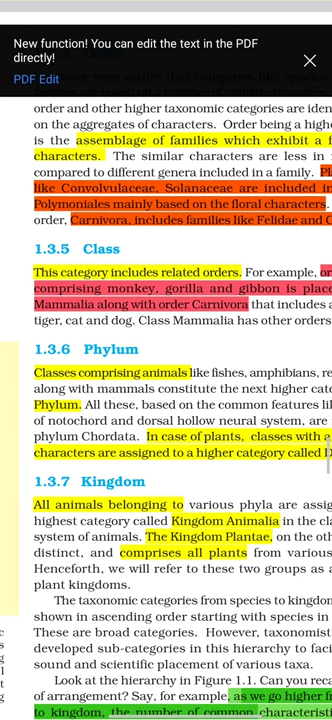 New function! You can edit the text in the PDF
directly!
PDF Edit
order and other higher taxonomic categories are iden
on the aggregates of characters. Order being a highe
is the assemblage of families which exhibit a f
characters. The similar characters are less in
compared to different genera included in a family. Pl
like Convolvulaceae, Solanaceae are included in
Polymoniales mainly based on the floral characters.
order, Carnivora, includes families like Felidae and C
1.3.5 Class
This category includes related orders. For example, or
comprising monkey, gorilla and gibbon is place
Mammalia along with order Carnivora that includes a
tiger, cat and dog. Class Mammalia has other orders
1.3.6 Phylum
Classes comprising animals like fishes, amphibians, re
along with mammals constitute the next higher cate
Phylum. All these, based on the common features lik
of notochord and dorsal hollow neural system, are
phylum Chordata. In case of plants, classes with a
characters are assigned to a higher category called D
1.3.7 Kingdom
All animals belonging to various phyla are assig
highest category called Kingdom Animalia in the cla
system of animals. The Kingdom Plantae, on the oth
distinct, and comprises all plants from various
Henceforth, we will refer to these two groups as a
plant kingdoms.
The taxonomic categories from species to kingdo
shown in ascending order starting with species in
These are broad categories. However, taxonomist
developed sub-categories in this hierarchy to faci
sound and scientific placement of various taxa.
Look at the hierarchy in Figure 1.1. Can you reca
of arrangement? Say, for example, as we go higher fr
to kingdom, the number of common characteristi